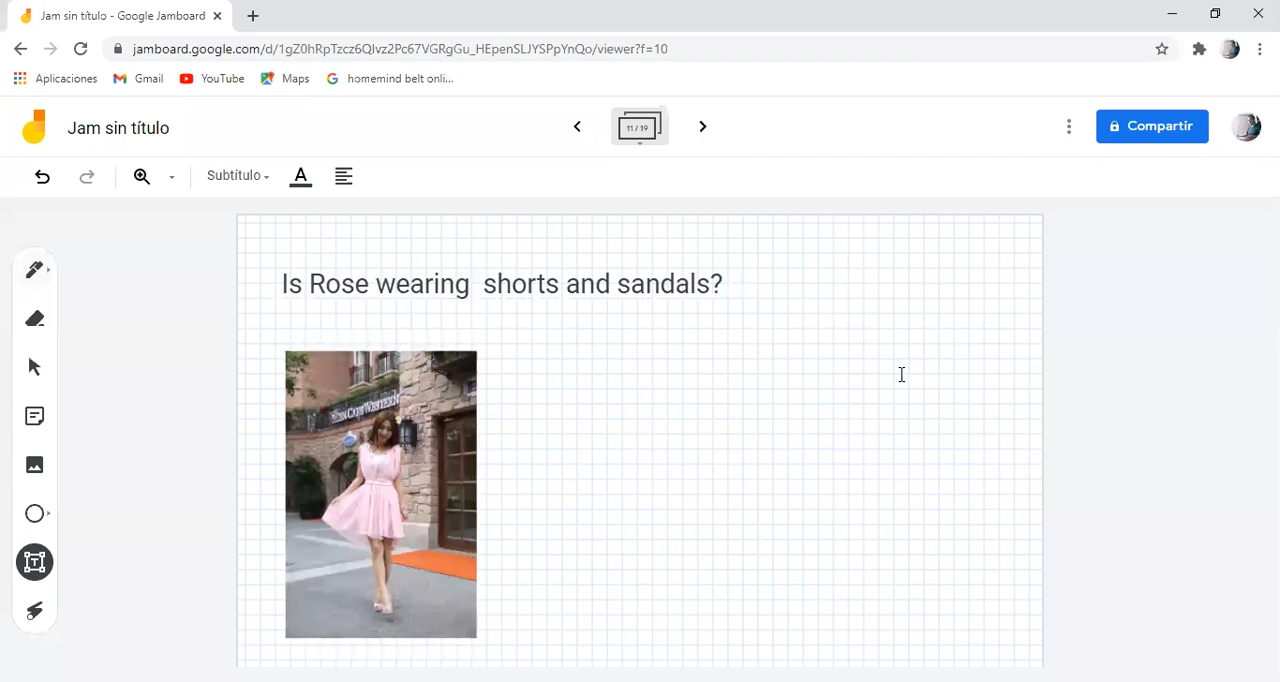 Jam sin título - Google Jamboard
jamboard.google.com/d/1gZ0hRpTzcz6QIvz2Pc67VGRgGu_HEpenSLJYSPpYnQo/viewer?f=10
Aplicaciones Gmail YouTube Maps homemind belt onli...
Jam sin título
11 / 19
Compartir
Subtítulo
A
Is Rose wearing  shorts and sandals?
T